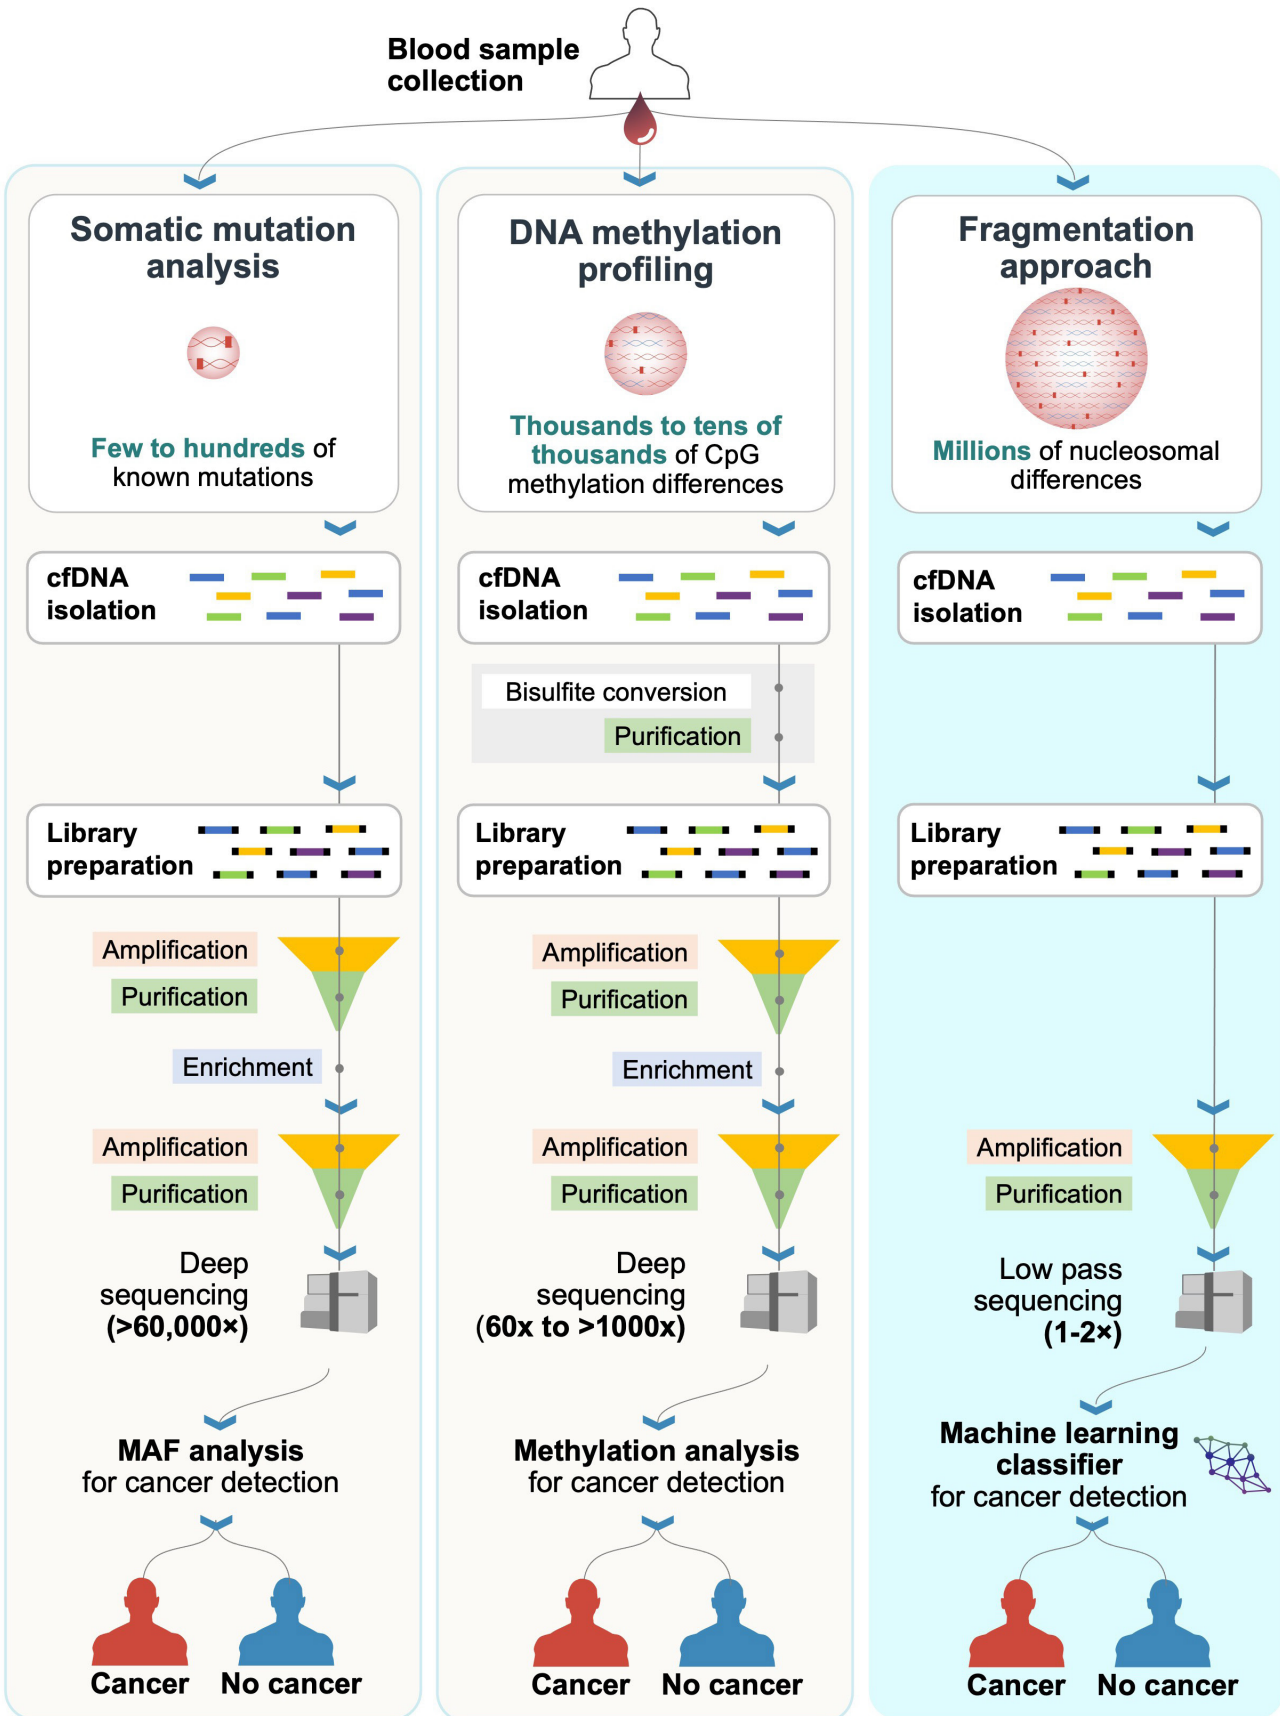 Blood sample
collection
Somatic mutation
analysis
Few to hundreds of
known mutations
cfDNA
isolation
Library
preparation
Amplification
Purification
Enrichment
Amplification
Purification
Deep
sequencing
(>60,000×)
MAF analysis
for cancer detection
Cancer
No cancer
DNA methylation
profiling
Thousands to tens of
thousands of CpG
methylation differences
cfDNA
isolation
Bisulfite conversion
Purification
Library
preparation
Amplification
Purification
Enrichment
Amplification
Purification
Deep
sequencing
(60x to >1000x)
Methylation analysis
for cancer detection
Cancer
No cancer
Fragmentation
approach
Millions of nucleosomal
differences
cfDNA
isolation
Library
preparation
Amplification
Purification
Low pass
sequencing
(1-2×)
Machine learning
classifier
for cancer detection
Cancer
No cancer